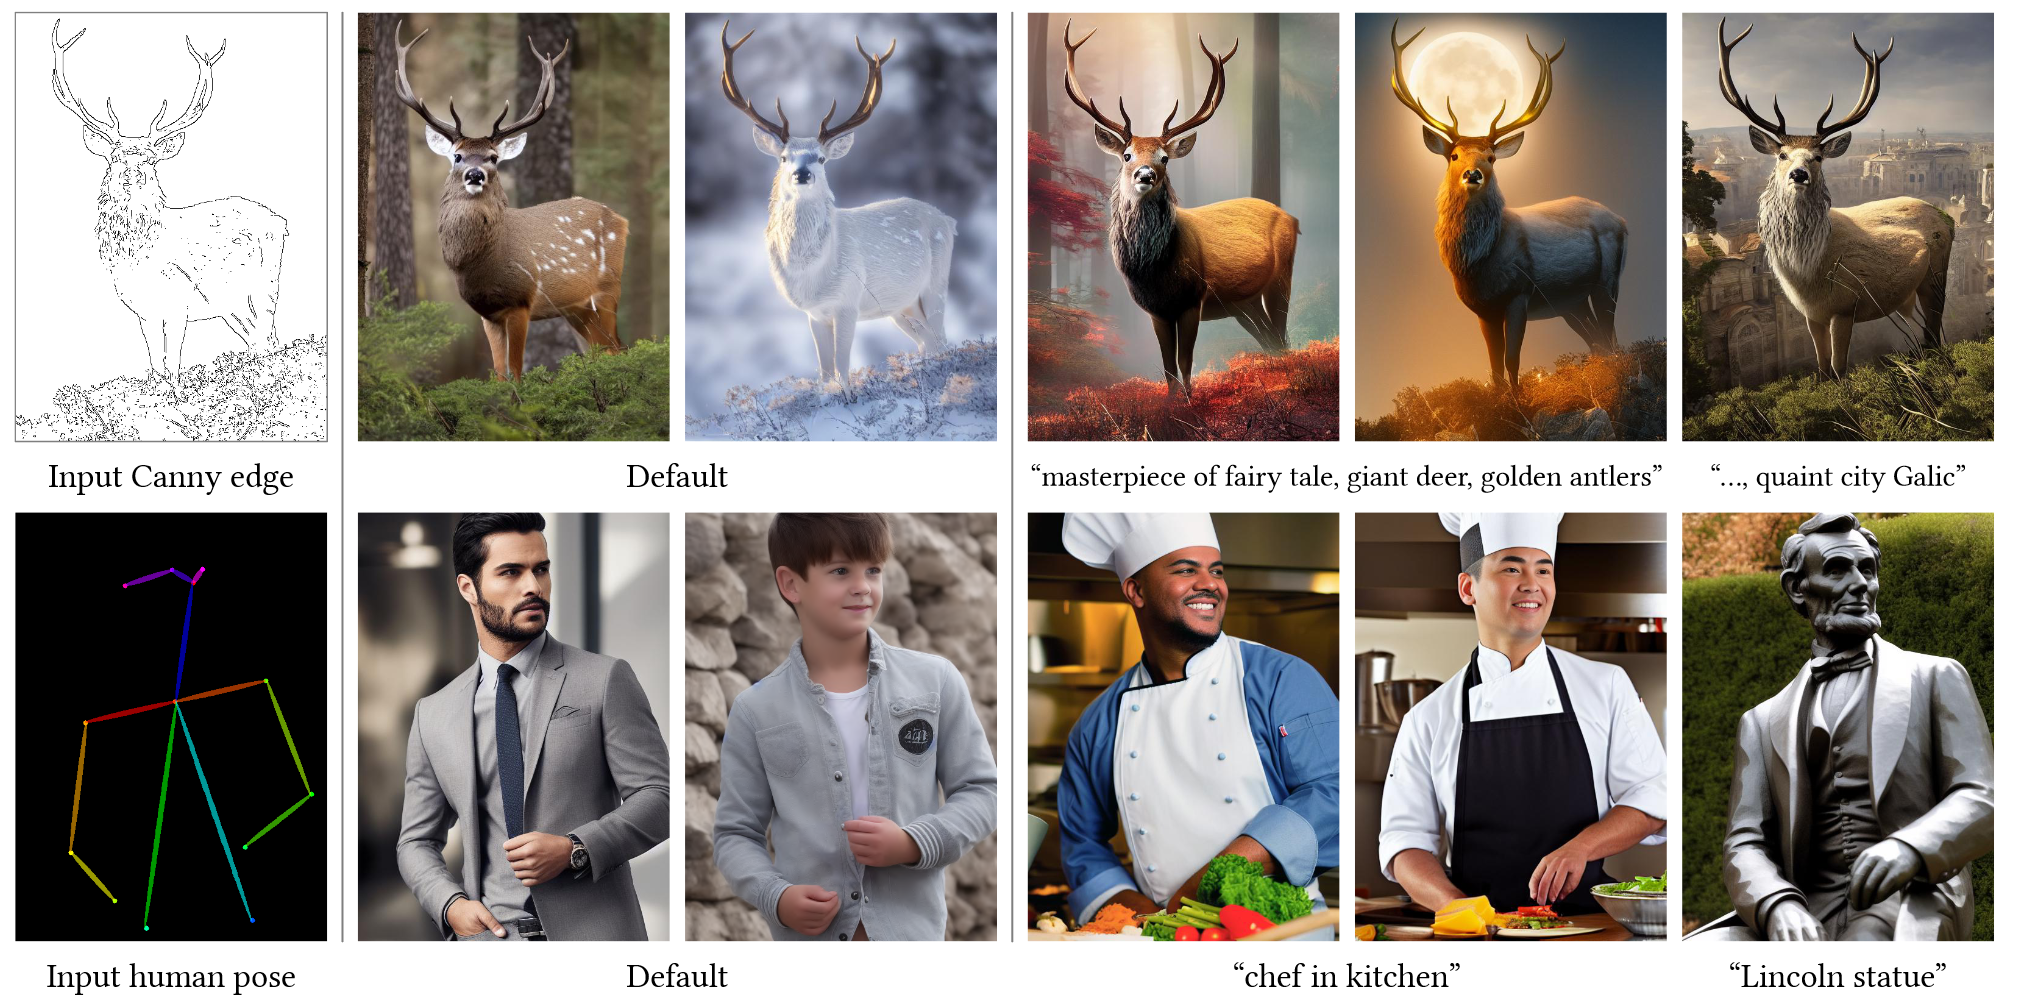 Input Canny edge
Default
“masterpiece of fairy tale, giant deer, golden antlers”
“..., quaint city Galic”
Input human pose
Default
“chef in kitchen”
“Lincoln statue”